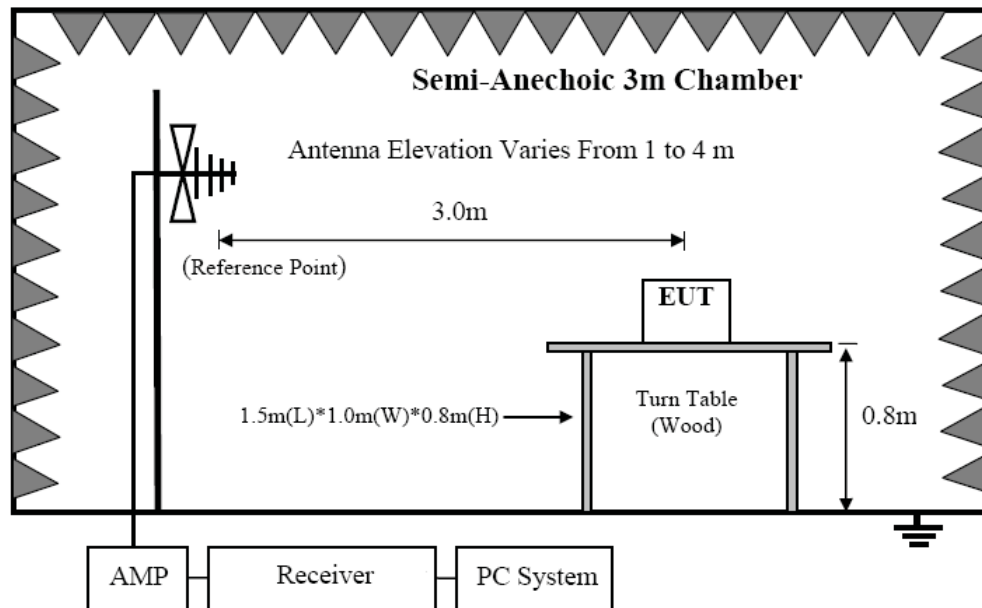 Semi-Anechoic 3m Chamber
Antenna Elevation Varies From 1 to 4 m
3.0m
(Reference Point)
EUT
1.5m(L)*1.0m(W)*0.8m(H)
Turn Table
(Wood)
0.8m
AMP
Receiver
PC System